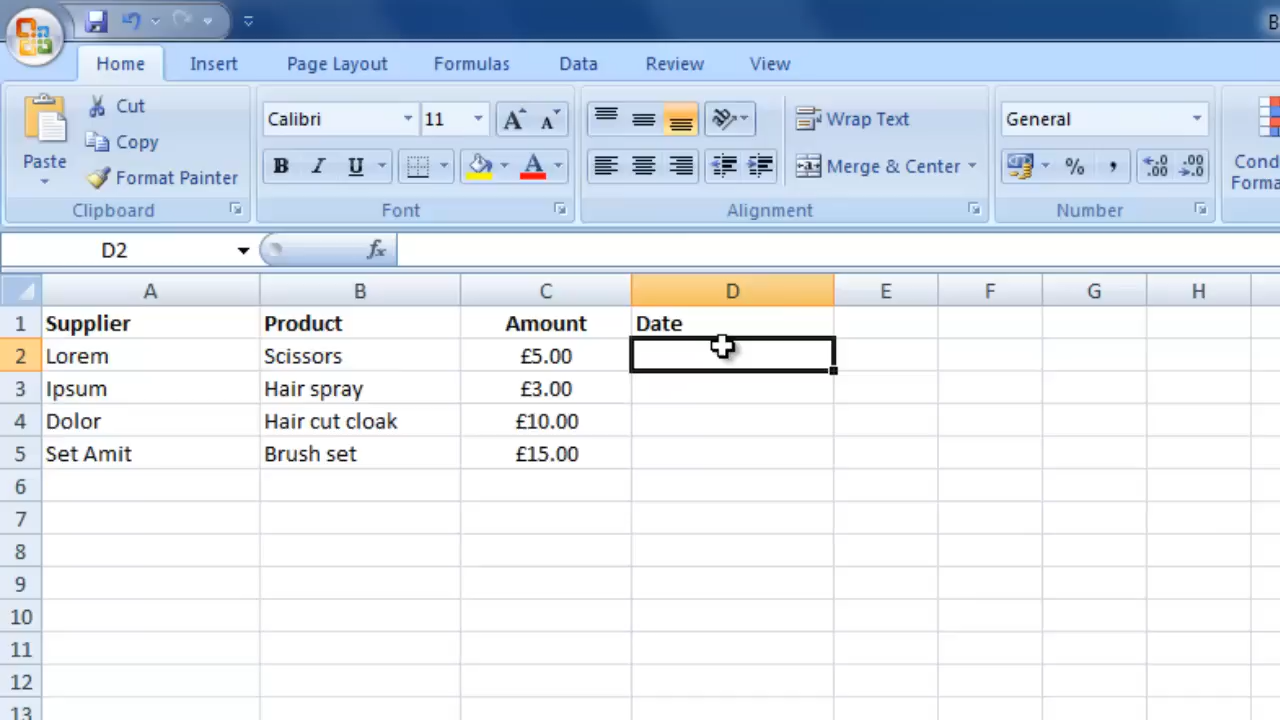 Home Insert Page Layout Formulas Data Review View
Cut
Copy
Paste
Format Painter
Clipboard
Calibri 11
B I U A
Font
Wrap Text
Merge & Center
Alignment
General
% , .00 .00
Number
D2 fx
A B C D E F G H
1 Supplier Product Amount Date
2 Lorem Scissors £5.00
3 Ipsum Hair spray £3.00
4 Dolor Hair cut cloak £10.00
5 Set Amit Brush set £15.00
6
7
8
9
10
11
12
13